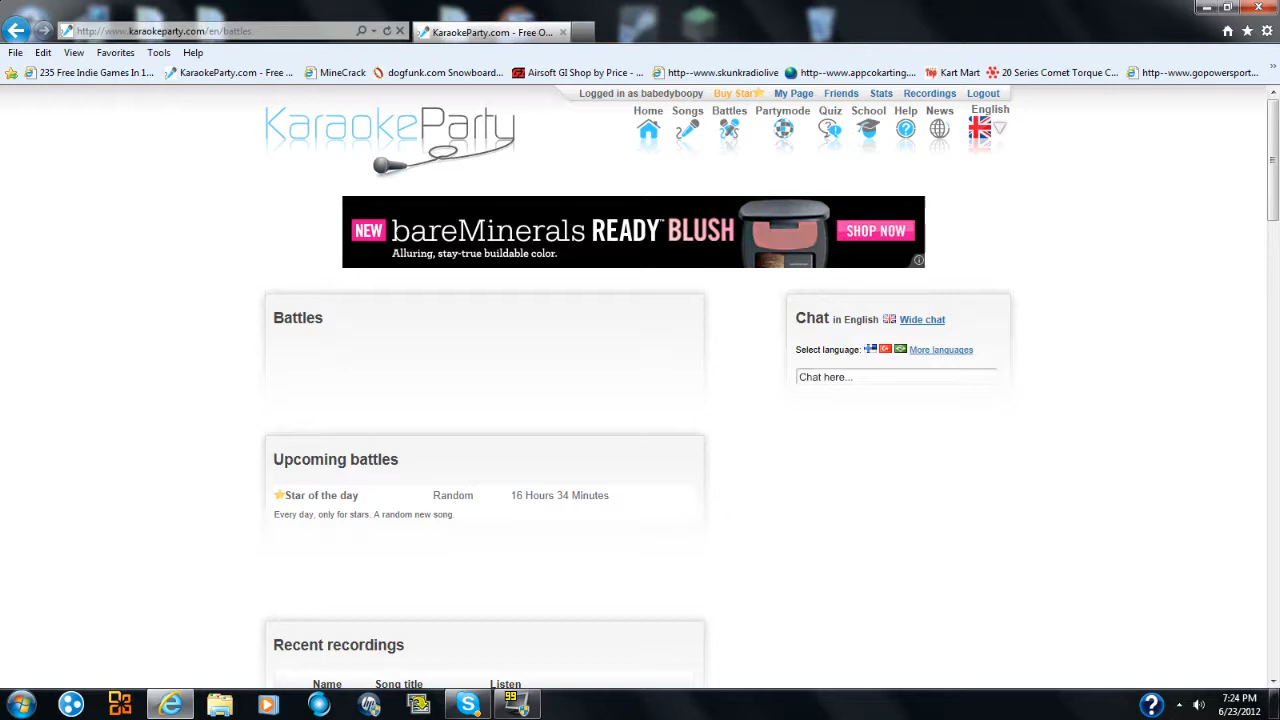 http://www.karaokeparty.com/en/battles
KaraokeParty.com - Free O...
File Edit View Favorites Tools Help
235 Free Indie Games In 1... KaraokeParty.com - Free ... MineCrack dogfunk.com Snowboard... Airsoft GI Shop by Price - ... http--www.skunkradiolive http--www.appcokarting.... Kart Mart 20 Series Comet Torque C... http--www.gopowersport...
Logged in as babedyboopy Buy Star My Page Friends Stats Recordings Logout
KaraokeParty
Home Songs Battles Partymode Quiz School Help News English
NEW bareMinerals READY™ BLUSH SHOP NOW
Alluring, stay-true buildable color.
Battles
Chat in English Wide chat
Select language: More languages
Chat here...
Upcoming battles
Star of the day Random 16 Hours 34 Minutes
Every day, only for stars. A random new song.
Recent recordings
Name Song title Listen
99
7:24 PM
6/23/2012